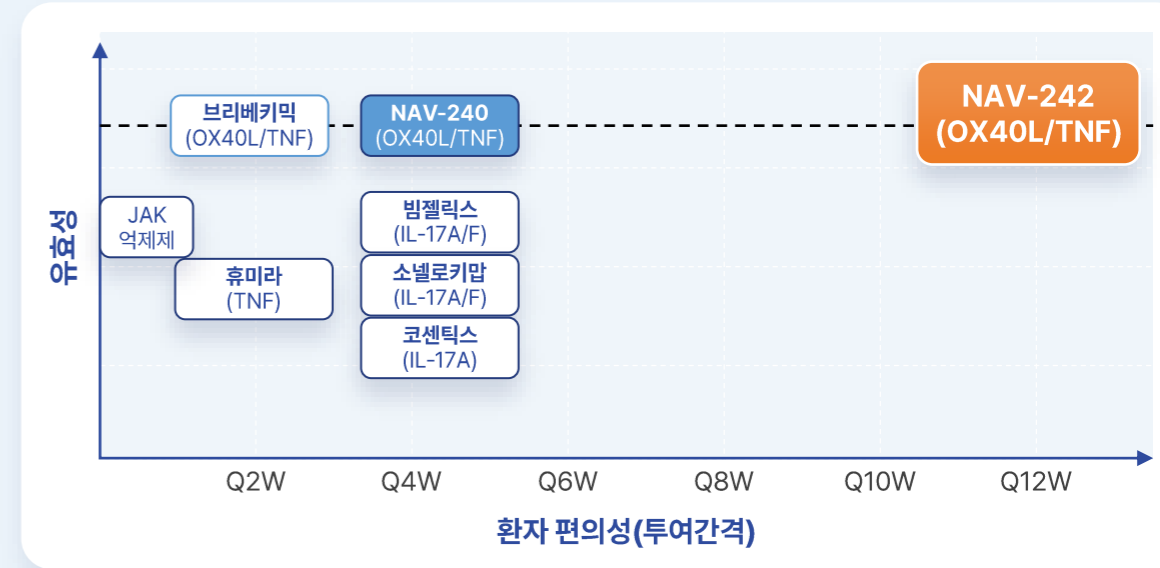 브리베키믹
(OX40L/TNF)
NAV-240
(OX40L/TNF)
NAV-242
(OX40L/TNF)
JAK
억제제
빔젤릭스
(IL-17A/F)
휴미라
(TNF)
소넬로키맙
(IL-17A/F)
코센틱스
(IL-17A)
유효성
Q2W
Q4W
Q6W
Q8W
Q10W
Q12W
환자 편의성(투여간격)